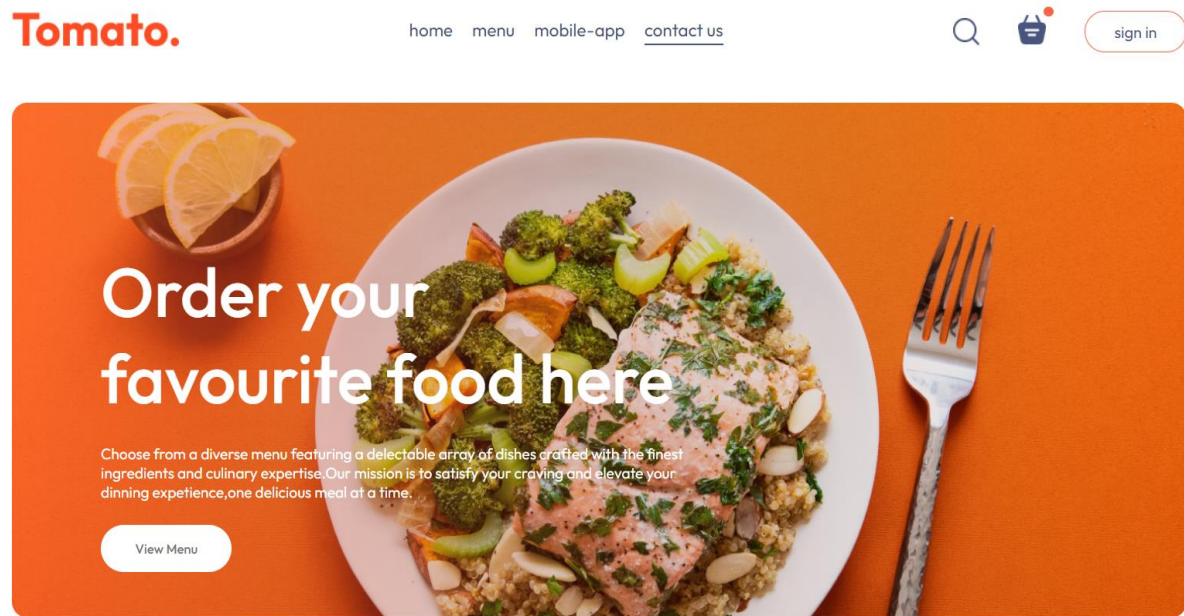 Tomato.
home menu mobile-app contact us
sign in
Order your
favourite food here
Choose from a diverse menu featuring a delectable array of dishes crafted with the finest
ingredients and culinary expertise.Our mission is to satisfy your craving and elevate your
dinning expetience,one delicious meal at a time.
View Menu